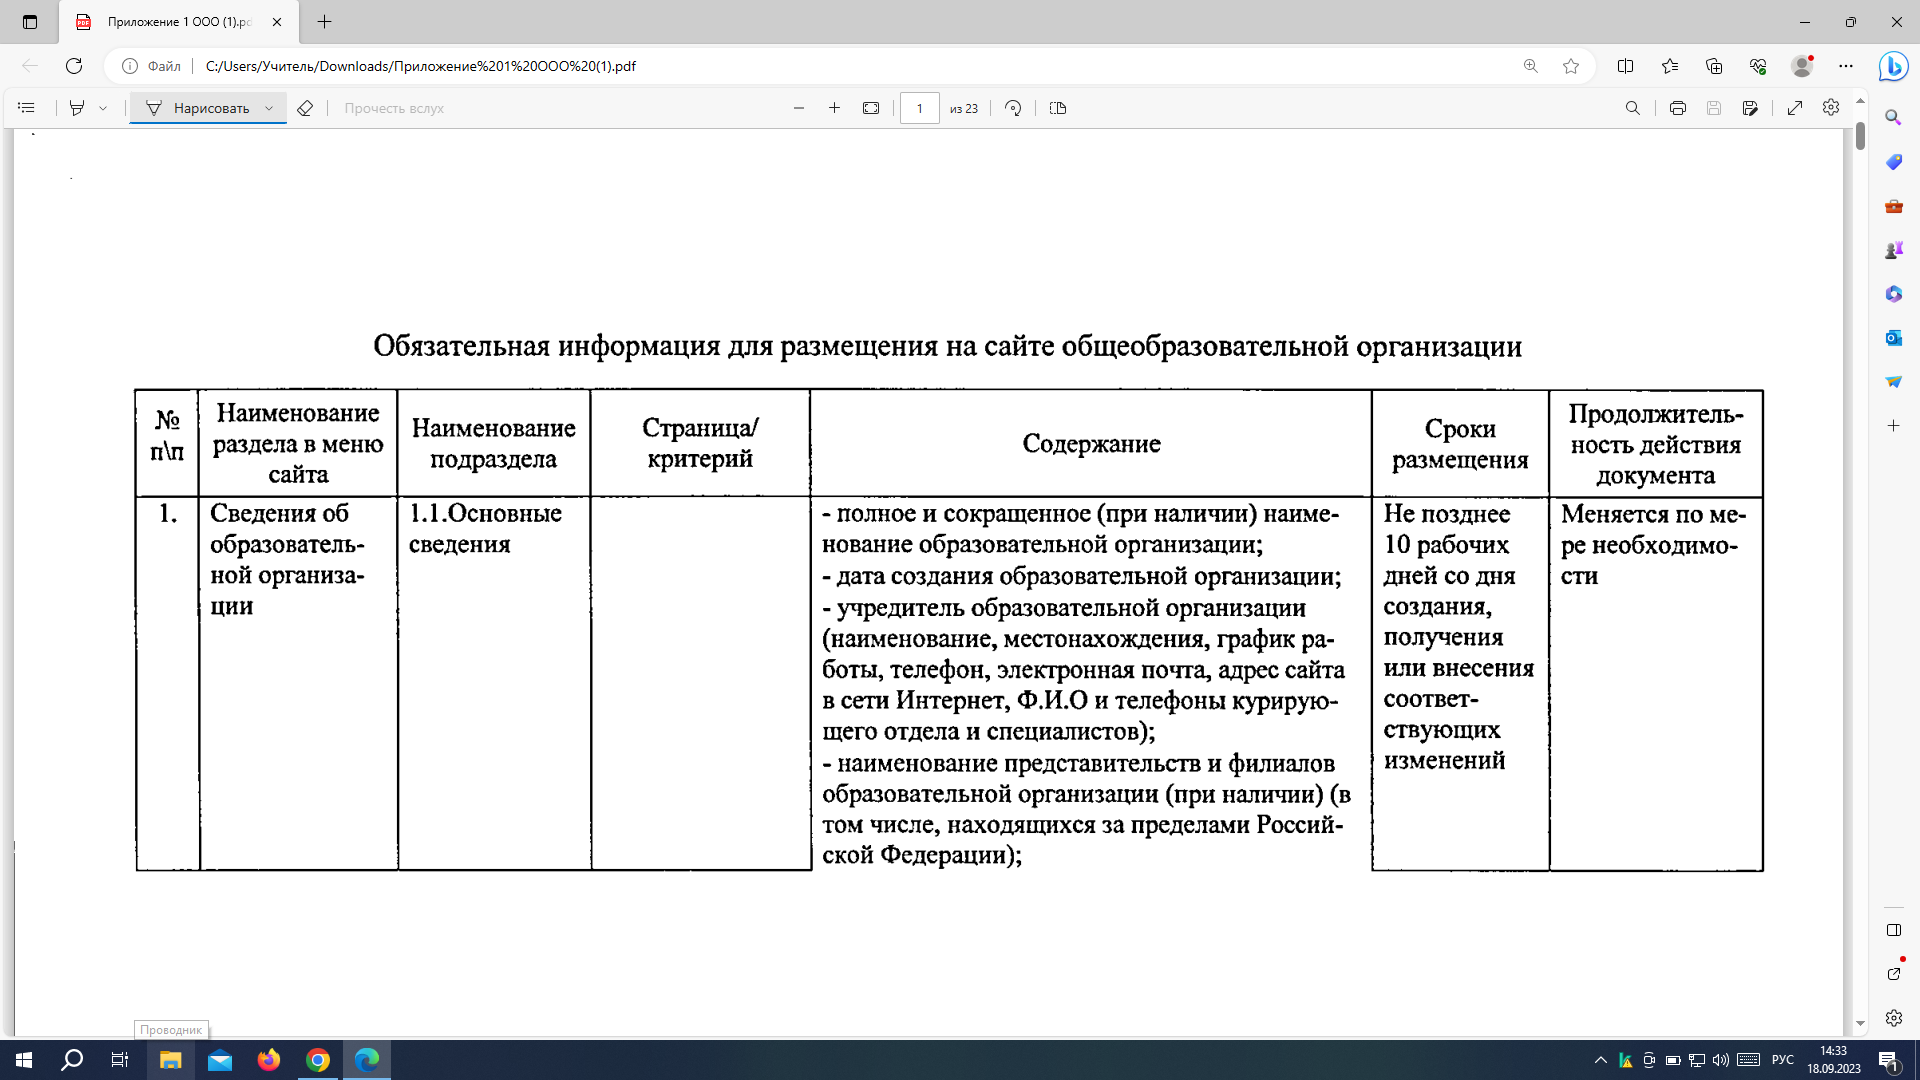 Приложение 1 ООО (1).pd
Файл
C:/Users/Учитель/Downloads/Приложение%201%20ООО%20(1).pdf
Нарисовать
Прочесть вслух
1
из 23
Обязательная информация для размещения на сайте общеобразовательной организации
№
п\п
Наименование
раздела в меню
сайта
Наименование
подраздела
Страница/
критерий
Содержание
Сроки
размещения
Продолжитель-
ность действия
документа
1.
Сведения об
образователь-
ной организа-
ции
1.1.Основные
сведения
- полное и сокращенное (при наличии) наиме-
нование образовательной организации;
- дата создания образовательной организации;
- учредитель образовательной организации
(наименование, местонахождения, график ра-
боты, телефон, электронная почта, адрес сайта
в сети Интернет, Ф.И.О и телефоны курирую-
щего отдела и специалистов);
- наименование представительств и филиалов
образовательной организации (при наличии) (в
том числе, находящихся за пределами Россий-
ской Федерации);
Не позднее
10 рабочих
дней со дня
создания,
получения
или внесения
соответ-
ствующих
изменений
Меняется по ме-
ре необходимо-
сти
Проводник
РУС
14:33
18.09.2023
1